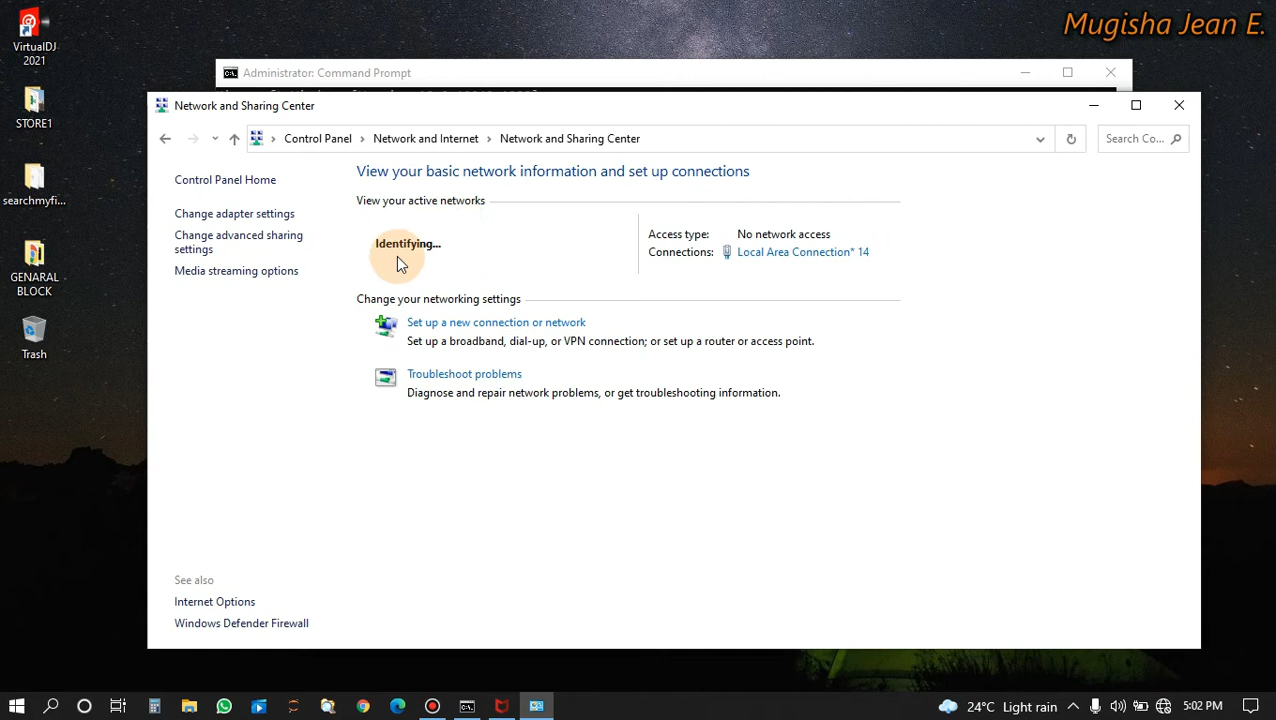 Mugisha Jean E.
VirtualDJ
2021
STORE1
searchmyfi...
GENARAL
BLOCK
Trash
Administrator: Command Prompt
Network and Sharing Center
Control Panel > Network and Internet > Network and Sharing Center
Search Co...
Control Panel Home
Change adapter settings
Change advanced sharing
settings
Media streaming options
View your basic network information and set up connections
View your active networks
Identifying...
Access type: No network access
Connections: Local Area Connection* 14
Change your networking settings
Set up a new connection or network
Set up a broadband, dial-up, or VPN connection; or set up a router or access point.
Troubleshoot problems
Diagnose and repair network problems, or get troubleshooting information.
See also
Internet Options
Windows Defender Firewall
24°C Light rain
5:02 PM